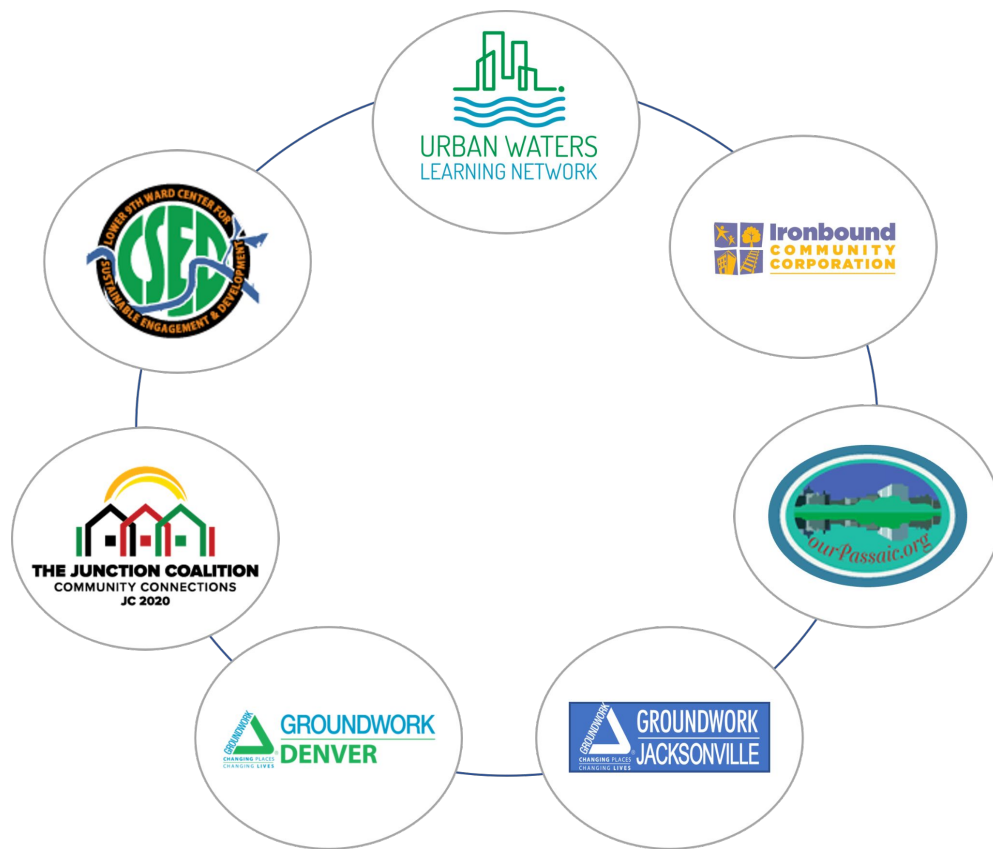 URBAN WATERS
LEARNING NETWORK
Ironbound
COMMUNITY
CORPORATION
ourPassaic.org
GROUNDWORK
GROUNDWORK
JACKSONVILLE
CHANGING PLACES
CHANGING LIVES
GROUNDWORK
GROUNDWORK
DENVER
CHANGING PLACES
CHANGING LIVES
THE JUNCTION COALITION
COMMUNITY CONNECTIONS
JC 2020
LOWER 9TH WARD CENTER FOR
CSED
SUSTAINABLE ENGAGEMENT & DEVELOPMENT